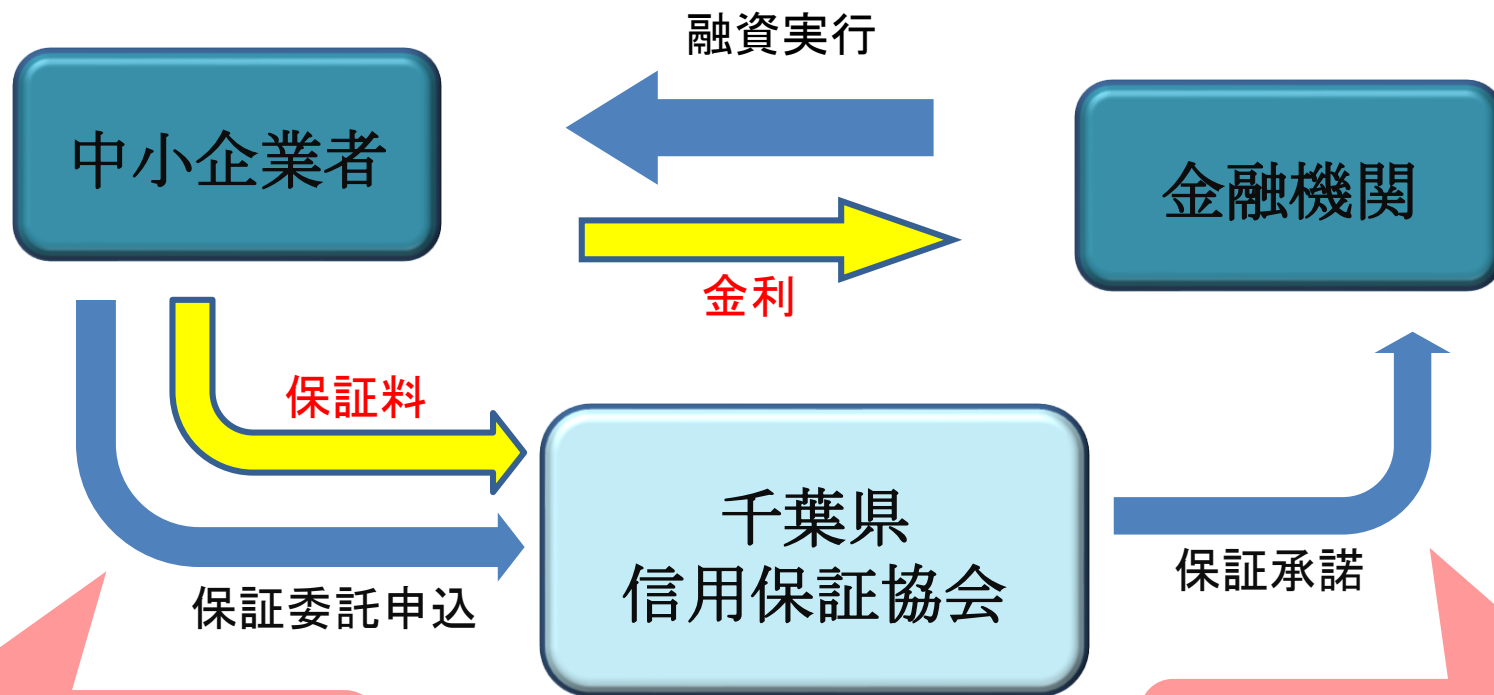 融資実行
中小企業者
金融機関
金利
保証料
千葉県
信用保証協会
保証委託申込
保証承諾